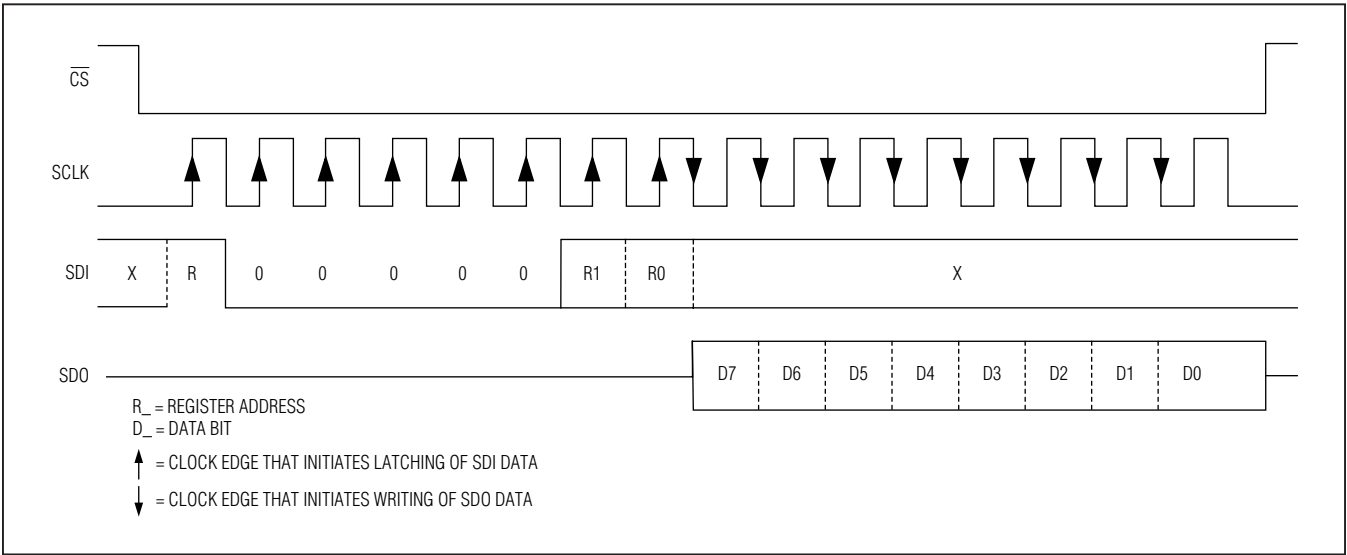 CS
SCLK
SDI X R 0 0 0 0 0 R1 R0 X
SDO D7 D6 D5 D4 D3 D2 D1 D0
R_ = REGISTER ADDRESS
D_ = DATA BIT
= CLOCK EDGE THAT INITIATES LATCHING OF SDI DATA
= CLOCK EDGE THAT INITIATES WRITING OF SDO DATA